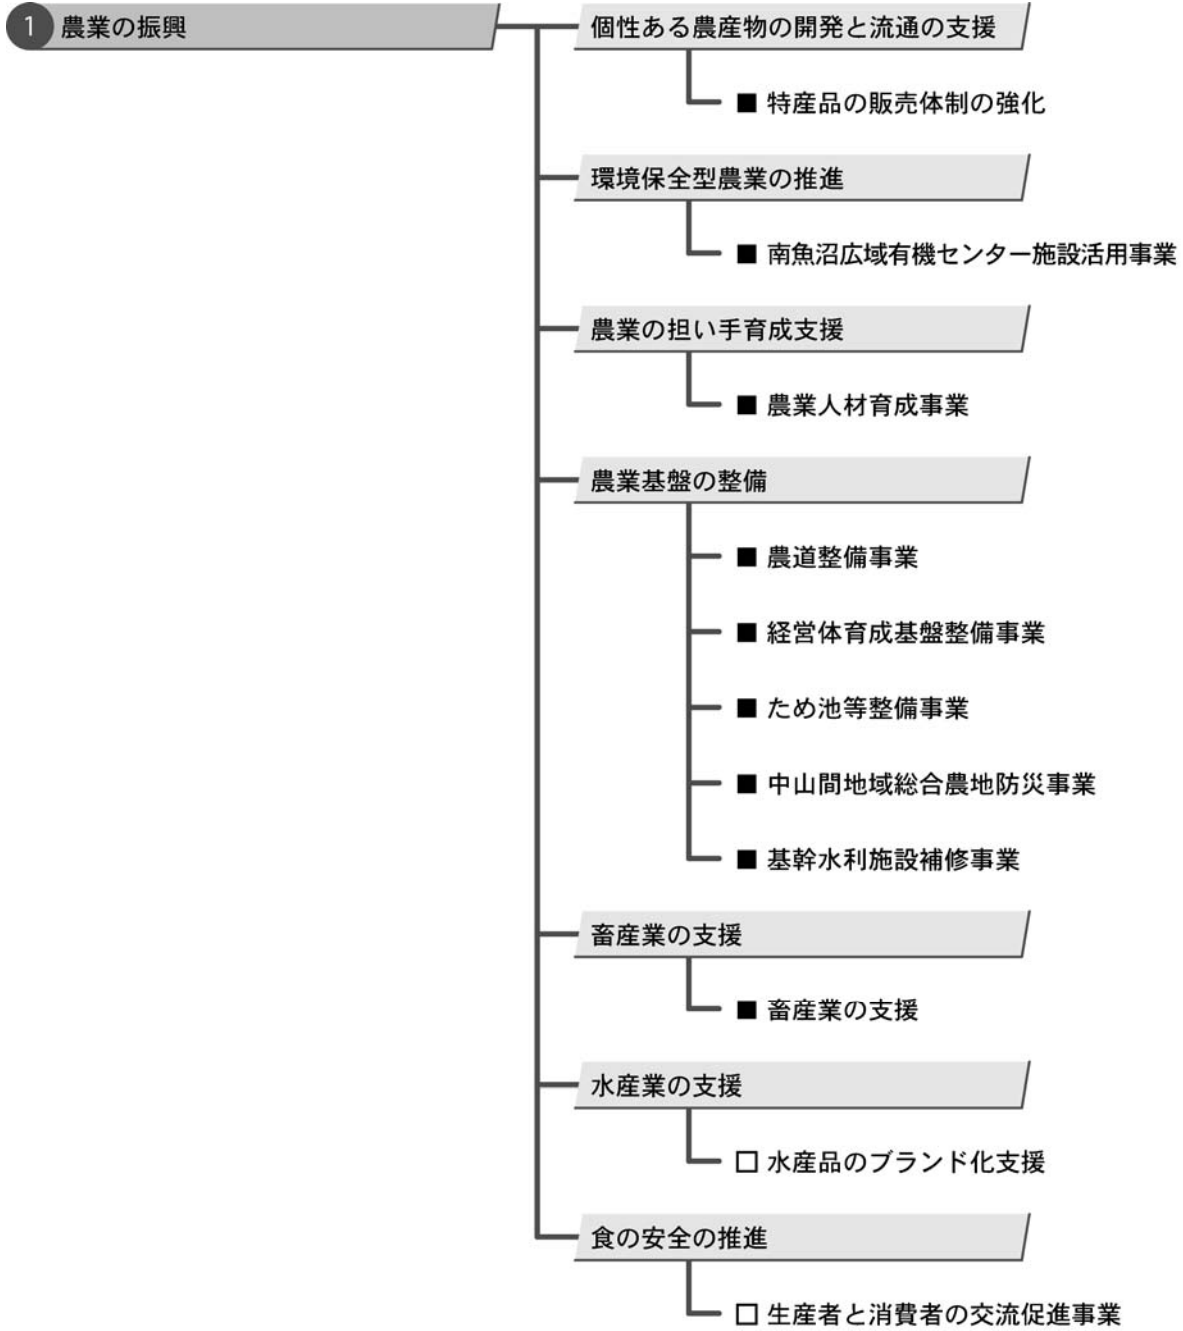 1 農業の振興
個性ある農産物の開発と流通の支援
■ 特産品の販売体制の強化
環境保全型農業の推進
■ 南魚沼広域有機センター施設活用事業
農業の担い手育成支援
■ 農業人材育成事業
農業基盤の整備
■ 農道整備事業
■ 経営体育成基盤整備事業
■ ため池等整備事業
■ 中山間地域総合農地防災事業
■ 基幹水利施設補修事業
畜産業の支援
■ 畜産業の支援
水産業の支援
□ 水産品のブランド化支援
食の安全の推進
□ 生産者と消費者の交流促進事業